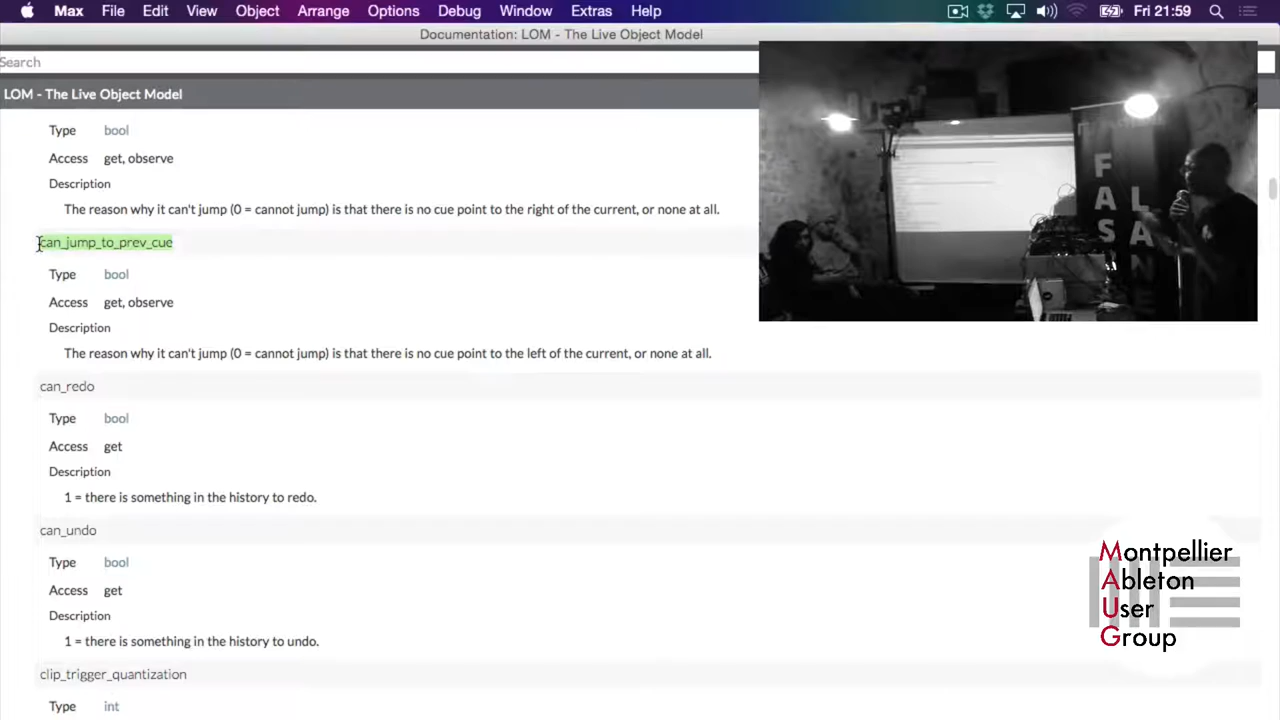 Max File Edit View Object Arrange Options Debug Window Extras Help Fri 21:59
Documentation: LOM - The Live Object Model
Search
LOM - The Live Object Model
Type bool
Access get, observe
Description
The reason why it can't jump (0 = cannot jump) is that there is no cue point to the right of the current, or none at all.
can_jump_to_prev_cue
Type bool
Access get, observe
Description
The reason why it can't jump (0 = cannot jump) is that there is no cue point to the left of the current, or none at all.
can_redo
Type bool
Access get
Description
1 = there is something in the history to redo.
can_undo
Type bool
Access get
Description
1 = there is something in the history to undo.
clip_trigger_quantization
Type int
FAS
LAN
Montpellier
Ableton
User
Group